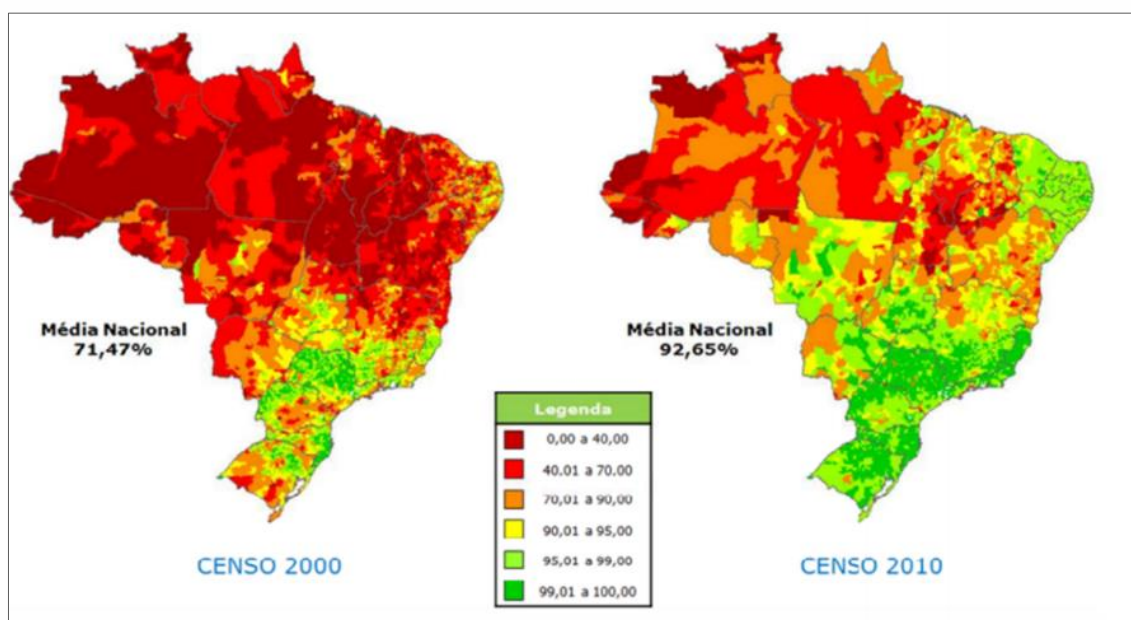 Média Nacional
71,47%
CENSO 2000
Média Nacional
92,65%
CENSO 2010
Legenda
0,00 a 40,00
40,01 a 70,00
70,01 a 90,00
90,01 a 95,00
95,01 a 99,00
99,01 a 100,00